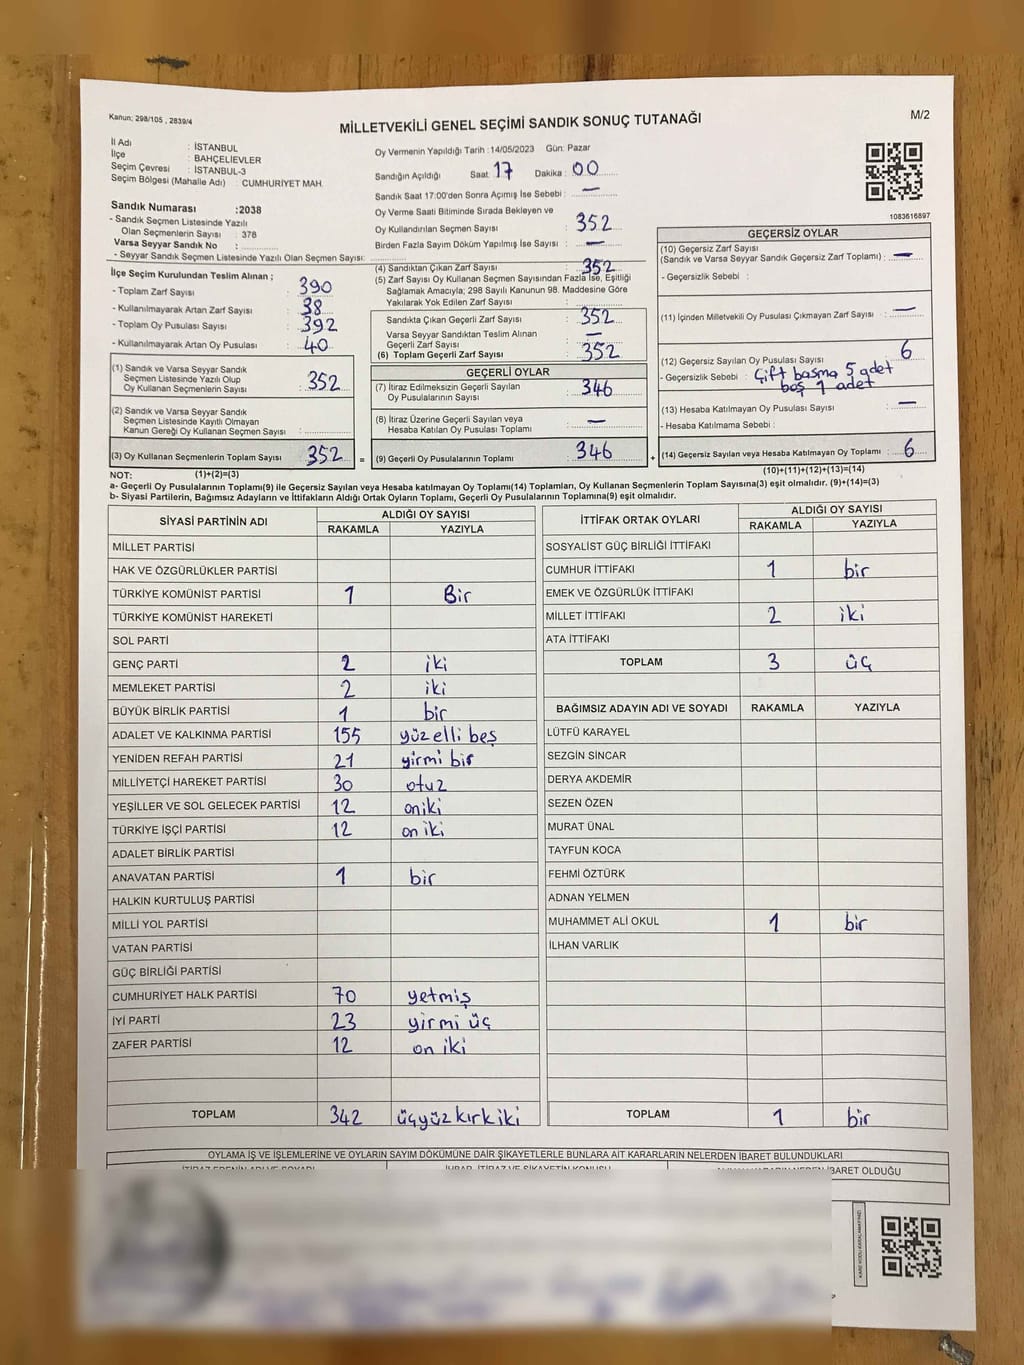 Kanun; 298/105 , 2839/4
MİLLETVEKİLİ GENEL SEÇİMİ SANDIK SONUÇ TUTANAĞI
M/2
İl Adı : İSTANBUL
İlçe : BAHÇELİEVLER
Seçim Çevresi : İSTANBUL-3
Seçim Bölgesi (Mahalle Adı) : CUMHURİYET MAH.
Sandık Numarası :2038
- Sandık Seçmen Listesinde Yazılı
Olan Seçmenlerin Sayısı : 378
Varsa Seyyar Sandık No :
- Seyyar Sandık Seçmen Listesinde Yazılı Olan Seçmen Sayısı:
Oy Vermenin Yapıldığı Tarih :14/05/2023 Gün: Pazar
Sandığın Açıldığı Saat 17 Dakika : 00
Sandık Saat 17:00'den Sonra Açımış İse Sebebi : —
Oy Verme Saati Bitiminde Sırada Bekleyen ve
Oy Kullandırılan Seçmen Sayısı : 352
Birden Fazla Sayım Döküm Yapılmış İse Sayısı : —
1083616897
İlçe Seçim Kurulundan Teslim Alınan ;
- Toplam Zarf Sayısı : 390
- Kullanılmayarak Artan Zarf Sayısı : 38
- Toplam Oy Pusulası Sayısı : 392
- Kullanılmayarak Artan Oy Pusulası : 40
(1) Sandık ve Varsa Seyyar Sandık
Seçmen Listesinde Yazılı Olup
Oy Kullanan Seçmenlerin Sayısı : 352
(2) Sandık ve Varsa Seyyar Sandık
Seçmen Listesinde Kayıtlı Olmayan
Kanun Gereği Oy Kullanan Seçmen Sayısı :
(3) Oy Kullanan Seçmenlerin Toplam Sayısı : 352 =
(4) Sandıktan Çıkan Zarf Sayısı : 352
(5) Zarf Sayısı Oy Kullanan Seçmen Sayısından Fazla İse, Eşitliği
Sağlamak Amacıyla; 298 Sayılı Kanunun 98. Maddesine Göre
Yakılarak Yok Edilen Zarf Sayısı :
Sandıkta Çıkan Geçerli Zarf Sayısı : 352
Varsa Seyyar Sandıktan Teslim Alınan
Geçerli Zarf Sayısı : —
(6) Toplam Geçerli Zarf Sayısı : 352
GEÇERLİ OYLAR
(7) İtiraz Edilmeksizin Geçerli Sayılan
Oy Pusulalarının Sayısı : 346
(8) İtiraz Üzerine Geçerli Sayılan veya
Hesaba Katılan Oy Pusulası Toplamı : —
(9) Geçerli Oy Pusulalarının Toplamı : 346 +
GEÇERSİZ OYLAR
(10) Geçersiz Zarf Sayısı
(Sandık ve Varsa Seyyar Sandık Geçersiz Zarf Toplamı) : —
- Geçersizlik Sebebi :
(11) İçinden Milletvekili Oy Pusulası Çıkmayan Zarf Sayısı : —
(12) Geçersiz Sayılan Oy Pusulası Sayısı : 6
- Geçersizlik Sebebi : Çift basma 5 adet
boş 1 adet
(13) Hesaba Katılmayan Oy Pusulası Sayısı : —
- Hesaba Katılmama Sebebi :
(14) Geçersiz Sayılan veya Hesaba Katılmayan Oy Toplamı : 6
NOT: (1)+(2)=(3)
(10)+(11)+(12)+(13)=(14)
a- Geçerli Oy Pusulalarının Toplamı(9) ile Geçersiz Sayılan veya Hesaba katılmayan Oy Toplamı(14) Toplamları, Oy Kullanan Seçmenlerin Toplam Sayısına(3) eşit olmalıdır. (9)+(14)=(3)
b- Siyasi Partilerin, Bağımsız Adayların ve İttifakların Aldığı Ortak Oyların Toplamı, Geçerli Oy Pusulalarının Toplamına(9) eşit olmalıdır.
SİYASİ PARTİNİN ADI ALDIĞI OY SAYISI
RAKAMLA YAZIYLA
MİLLET PARTİSİ
HAK VE ÖZGÜRLÜKLER PARTİSİ
TÜRKİYE KOMÜNİST PARTİSİ 1 Bir
TÜRKİYE KOMÜNİST HAREKETİ
SOL PARTİ
GENÇ PARTİ 2 iki
MEMLEKET PARTİSİ 2 iki
BÜYÜK BİRLİK PARTİSİ 1 bir
ADALET VE KALKINMA PARTİSİ 155 yüzelli beş
YENİDEN REFAH PARTİSİ 21 yirmi bir
MİLLİYETÇİ HAREKET PARTİSİ 30 otuz
YEŞİLLER VE SOL GELECEK PARTİSİ 12 oniki
TÜRKİYE İŞÇİ PARTİSİ 12 on iki
ADALET BİRLİK PARTİSİ
ANAVATAN PARTİSİ 1 bir
HALKIN KURTULUŞ PARTİSİ
MİLLİ YOL PARTİSİ
VATAN PARTİSİ
GÜÇ BİRLİĞİ PARTİSİ
CUMHURİYET HALK PARTİSİ 70 yetmiş
İYİ PARTİ 23 yirmi üç
ZAFER PARTİSİ 12 on iki
TOPLAM 342 üçyüz kırk iki
İTTİFAK ORTAK OYLARI ALDIĞI OY SAYISI
RAKAMLA YAZIYLA
SOSYALİST GÜÇ BİRLİĞİ İTTİFAKI
CUMHUR İTTİFAKI 1 bir
EMEK VE ÖZGÜRLÜK İTTİFAKI
MİLLET İTTİFAKI 2 iki
ATA İTTİFAKI
TOPLAM 3 üç
BAĞIMSIZ ADAYIN ADI VE SOYADI RAKAMLA YAZIYLA
LÜTFÜ KARAYEL
SEZGİN SİNCAR
DERYA AKDEMİR
SEZEN ÖZEN
MURAT ÜNAL
TAYFUN KOCA
FEHMİ ÖZTÜRK
ADNAN YELMEN
MUHAMMET ALİ OKUL 1 bir
İLHAN VARLIK
TOPLAM 1 bir
OYLAMA İŞ VE İŞLEMLERİNE VE OYLARIN SAYIM DÖKÜMÜNE DAİR ŞİKAYETLERLE BUNLARA AİT KARARLARIN NELERDEN İBARET BULUNDUKLARI
İBARET OLDUĞU